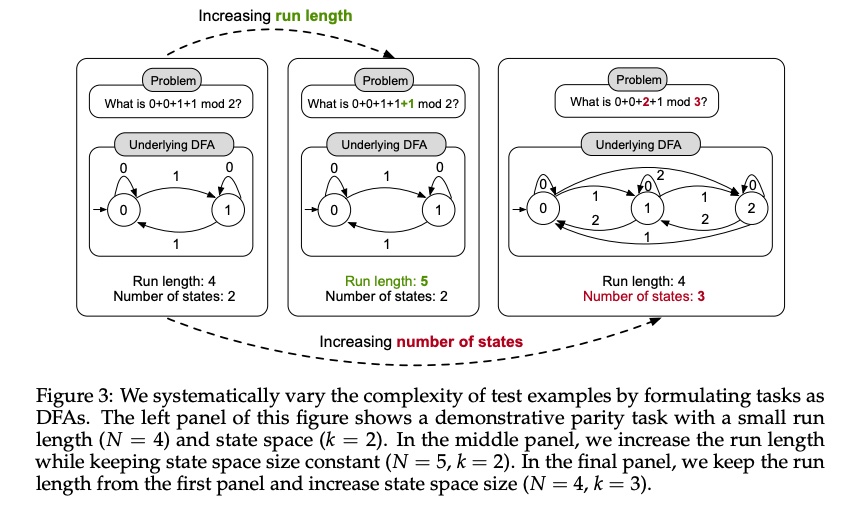 Increasing run length
Problem
What is 0+0+1+1 mod 2?
Underlying DFA
0
0
1
0
1
1
Run length: 4
Number of states: 2
Problem
What is 0+0+1+1+1 mod 2?
Underlying DFA
0
0
1
0
1
1
Run length: 5
Number of states: 2
Problem
What is 0+0+2+1 mod 3?
Underlying DFA
2
0
0
0
1
1
0
1
2
2
2
1
Run length: 4
Number of states: 3
Increasing number of states
Figure 3: We systematically vary the complexity of test examples by formulating tasks as
DFAs. The left panel of this figure shows a demonstrative parity task with a small run
length (N = 4) and state space (k = 2). In the middle panel, we increase the run length
while keeping state space size constant (N = 5, k = 2). In the final panel, we keep the run
length from the first panel and increase state space size (N = 4, k = 3).